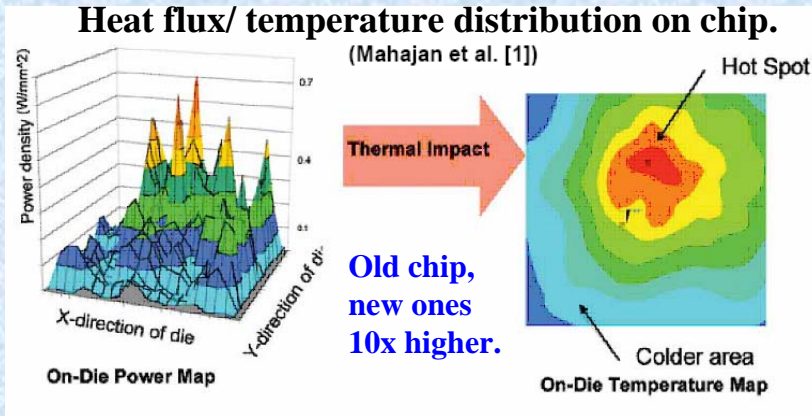 Heat flux/ temperature distribution on chip.
(Mahajan et al. [1])
Hot Spot
Power density (W/mm^2)
0.7
0.4
0.1
Thermal Impact
Old chip,
new ones
10x higher.
X-direction of die
Y-direction of di
Colder area
On-Die Power Map
On-Die Temperature Map